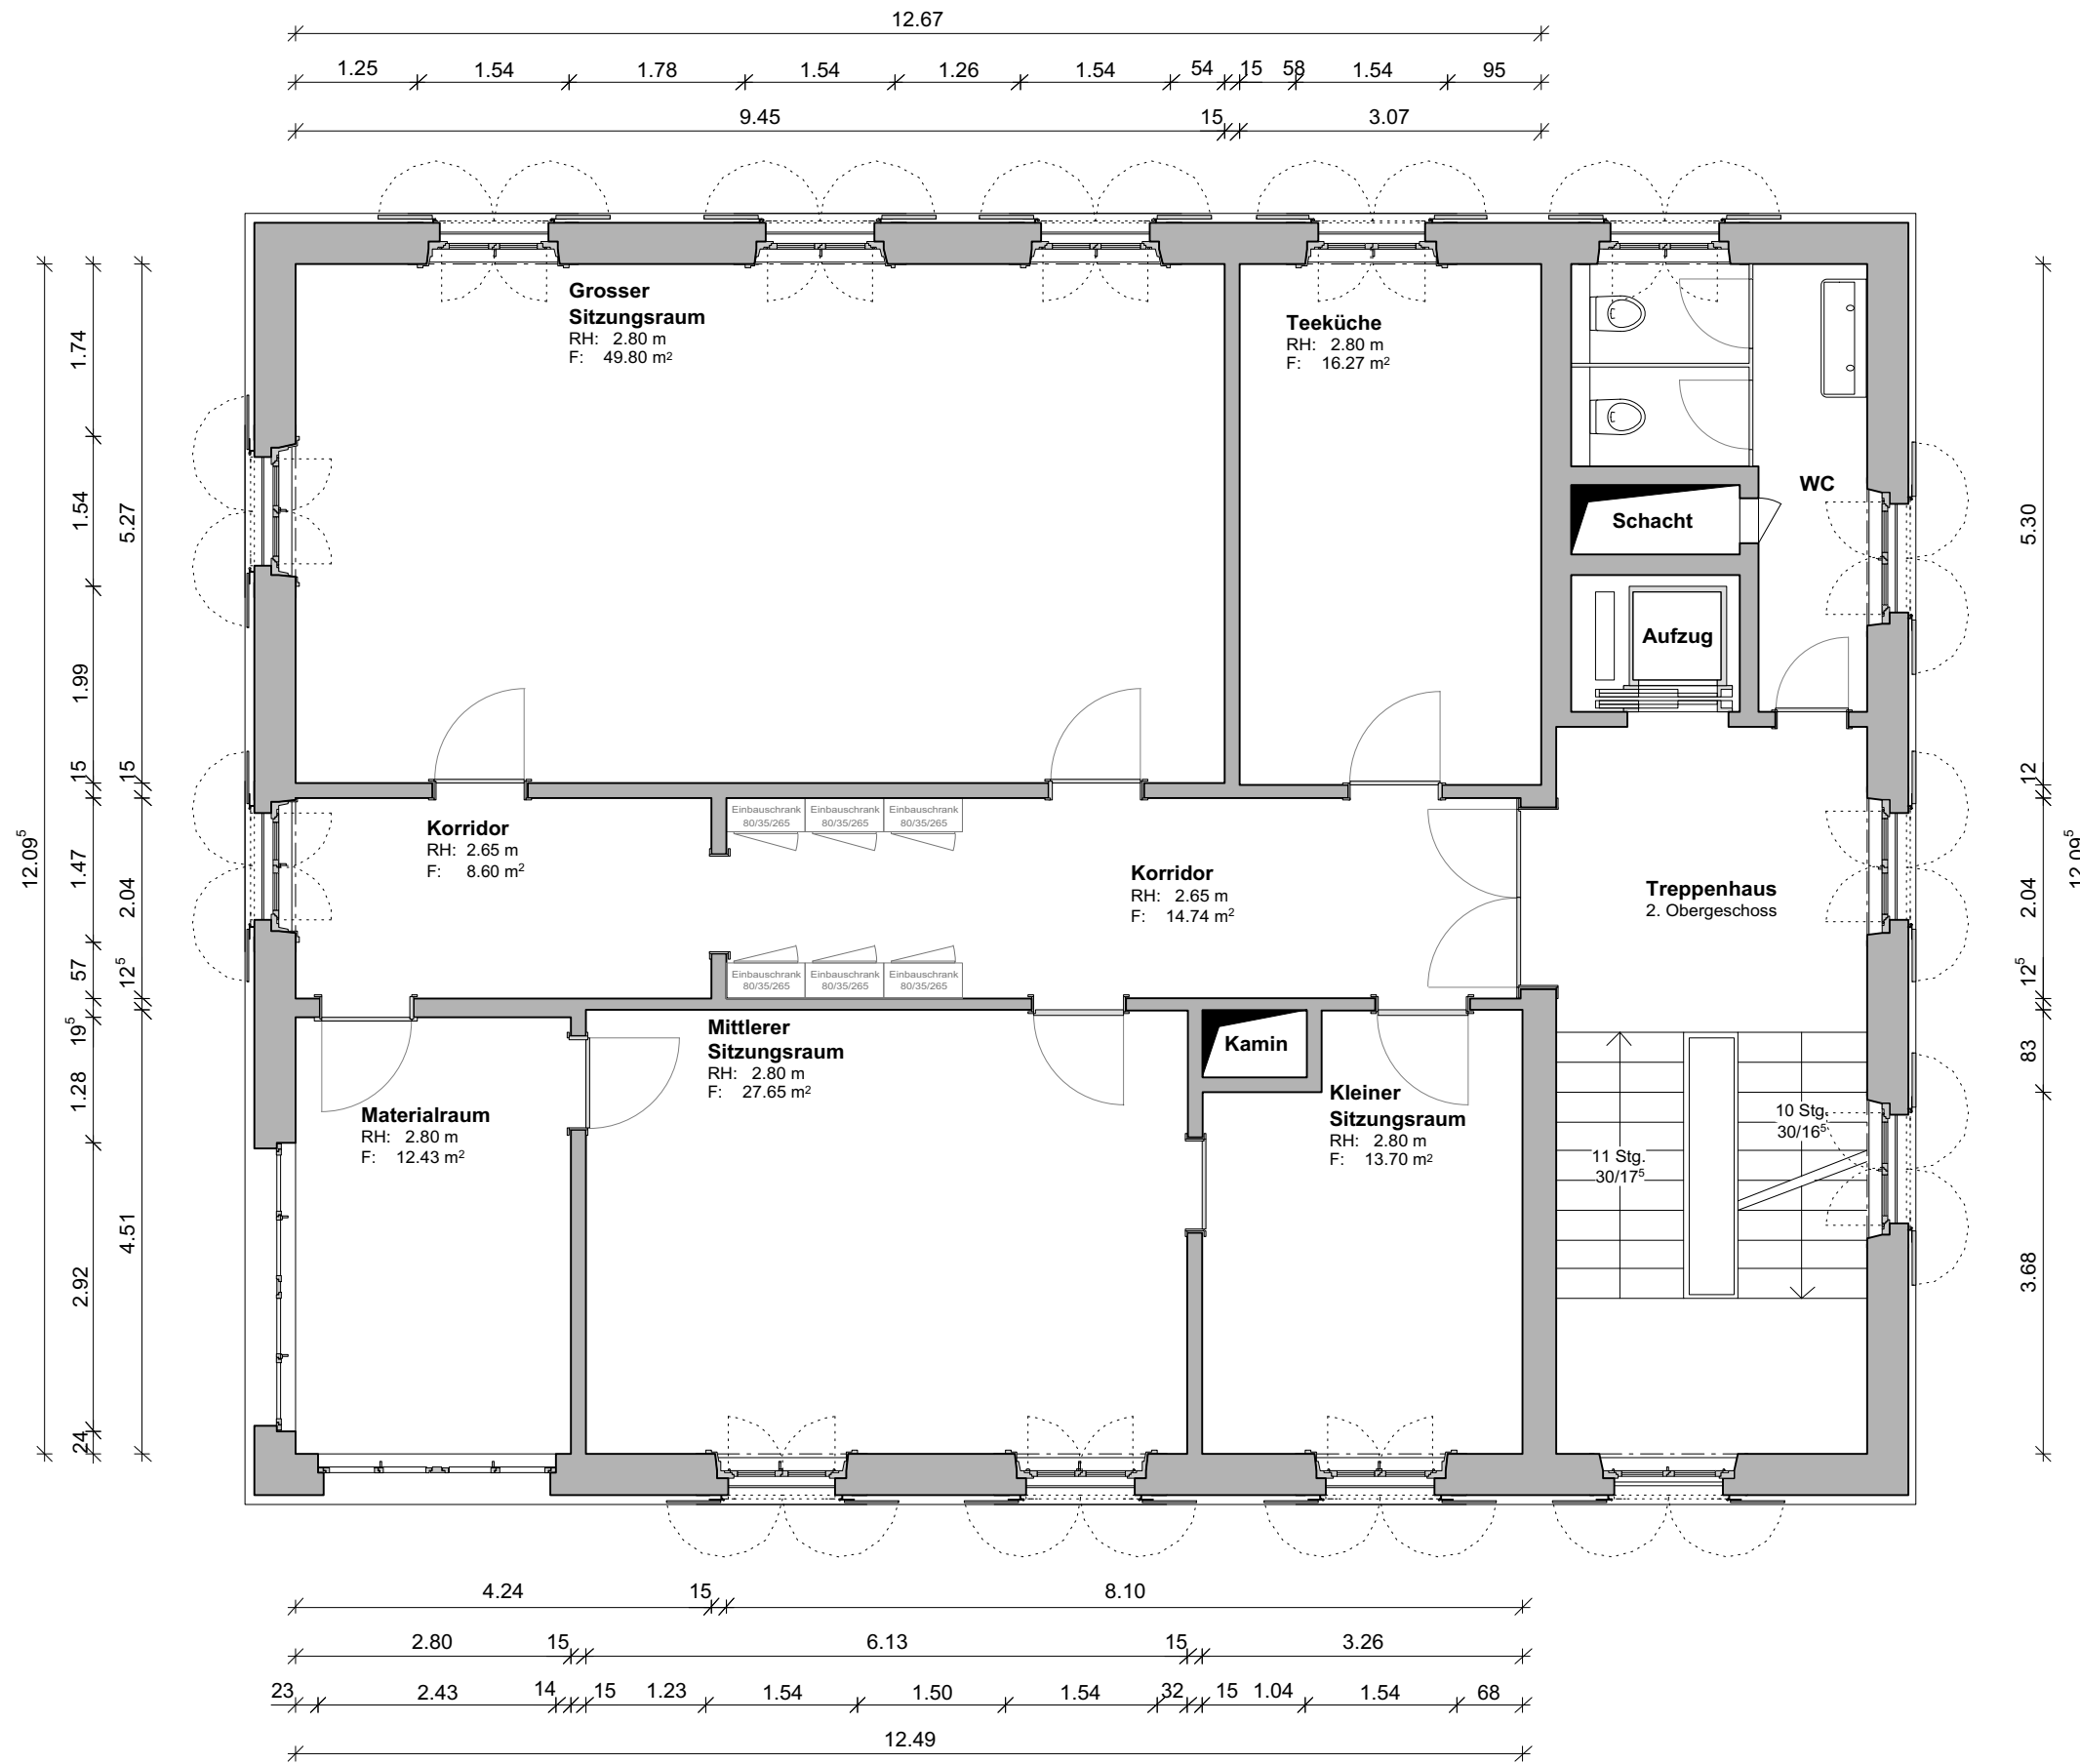 12.67
1.25 1.54 1.78 1.54 1.26 1.54 54 15 58 1.54 95
9.45 15 3.07
Grosser
Sitzungsraum
RH: 2.80 m
F: 49.80 m²
Teeküche
RH: 2.80 m
F: 16.27 m²
WC
Schacht
Aufzug
12.09⁵
1.74
1.54
1.99
15
1.47
57
19⁵
1.28
2.92
24
5.27
15
2.04
12⁵
4.51
Einbauschrank
80/35/265
Einbauschrank
80/35/265
Einbauschrank
80/35/265
Korridor
RH: 2.65 m
F: 8.60 m²
Korridor
RH: 2.65 m
F: 14.74 m²
Treppenhaus
2. Obergeschoss
Einbauschrank
80/35/265
Einbauschrank
80/35/265
Einbauschrank
80/35/265
Mittlerer
Sitzungsraum
RH: 2.80 m
F: 27.65 m²
Kamin
Kleiner
Sitzungsraum
RH: 2.80 m
F: 13.70 m²
Materialraum
RH: 2.80 m
F: 12.43 m²
10 Stg.
30/16⁵
11 Stg.
30/17⁵
5.30
12
2.04
12⁵
83
3.68
12.09⁵
4.24 15 8.10
2.80 15 6.13 15 3.26
23 2.43 14 15 1.23 1.54 1.50 1.54 32 15 1.04 1.54 68
12.49